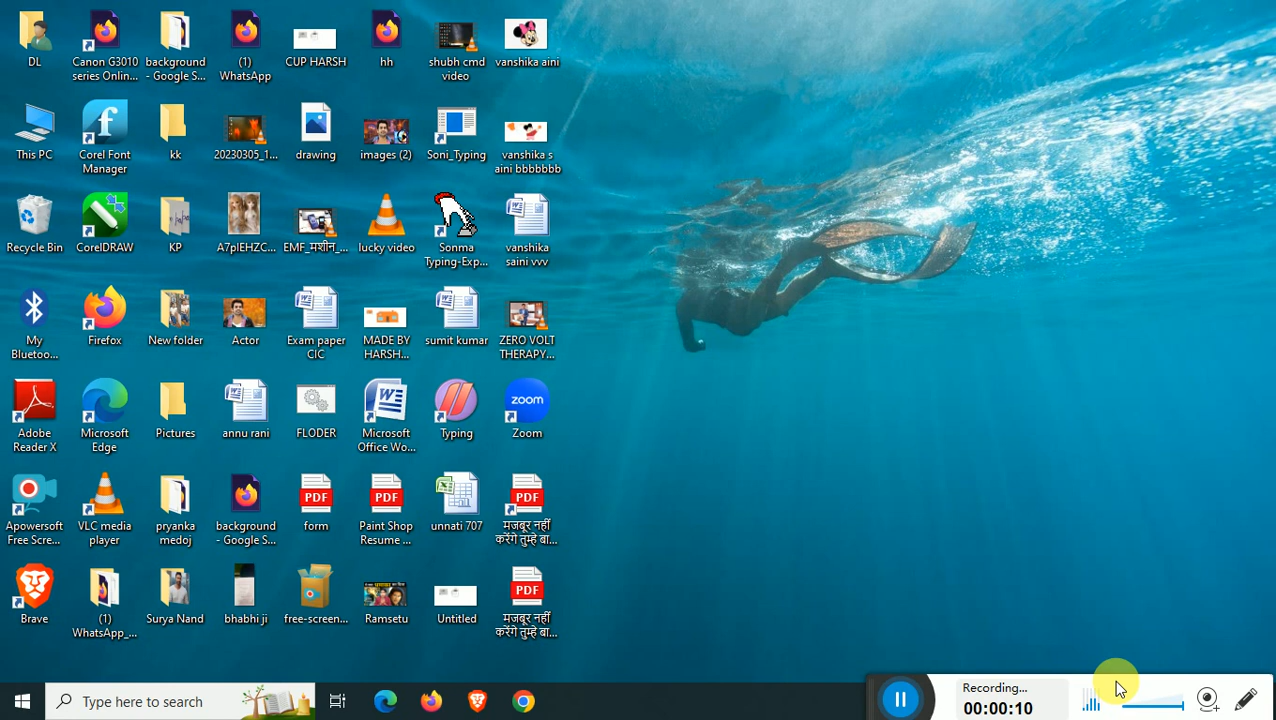 DL
Canon G3010
series Onlin...
background
- Google S...
(1)
WhatsApp
CUP HARSH
hh
shubh cmd
video
vanshika aini
This PC
Corel Font
Manager
kk
20230305_1...
drawing
images (2)
Soni_Typing
vanshika s
aini bbbbbbb
Recycle Bin
CorelDRAW
KP
A7plEHZC...
EMF_मशीन_...
lucky video
Sonma
Typing-Exp...
vanshika
saini vvv
My
Bluetoo...
Firefox
New folder
Actor
Exam paper
CIC
MADE BY
HARSH...
sumit kumar
ZERO VOLT
THERAPY...
Adobe
Reader X
Microsoft
Edge
Pictures
annu rani
FLODER
Microsoft
Office Wo...
Typing
zoom
Zoom
Apowersoft
Free Scre...
VLC media
player
pryanka
medoj
background
- Google S...
PDF
form
PDF
Paint Shop
Resume ...
unnati 707
PDF
मजबूर नहीं
करेंगे तुम्हे बा...
Brave
(1)
WhatsApp_...
Surya Nand
bhabhi ji
free-screen...
Ramsetu
Untitled
PDF
मजबूर नहीं
करेंगे तुम्हे बा...
Type here to search
Recording...
00:00:10